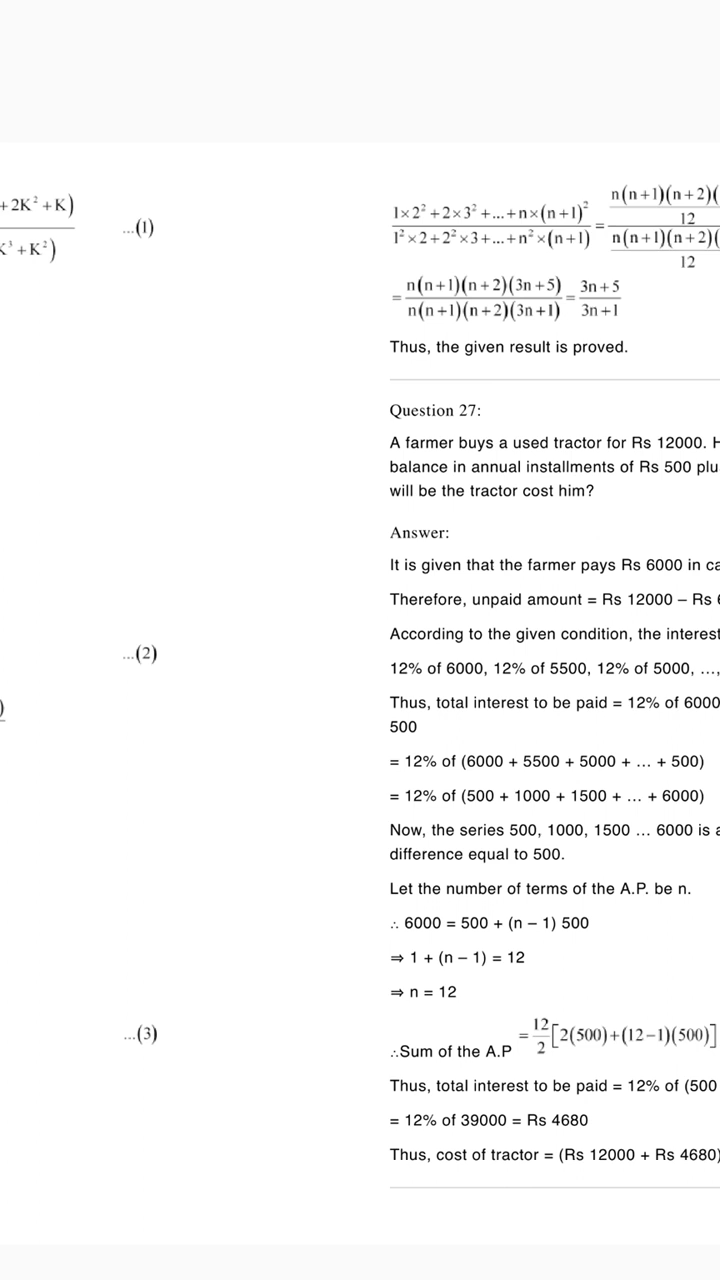 + 2K² + K)
...(1)
K³ + K²)
...(2)
)
...(3)
1×2² + 2×3² + ... + n×(n+1)² / 1²×2 + 2²×3 + ... + n²×(n+1) = n(n+1)(n+2)( / 12 / n(n+1)(n+2)( / 12
= n(n+1)(n+2)(3n+5) / n(n+1)(n+2)(3n+1) = 3n+5 / 3n+1
Thus, the given result is proved.
Question 27:
A farmer buys a used tractor for Rs 12000. H
balance in annual installments of Rs 500 plu
will be the tractor cost him?
Answer:
It is given that the farmer pays Rs 6000 in ca
Therefore, unpaid amount = Rs 12000 – Rs 6
According to the given condition, the interest
12% of 6000, 12% of 5500, 12% of 5000, ...,
Thus, total interest to be paid = 12% of 6000
500
= 12% of (6000 + 5500 + 5000 + ... + 500)
= 12% of (500 + 1000 + 1500 + ... + 6000)
Now, the series 500, 1000, 1500 ... 6000 is a
difference equal to 500.
Let the number of terms of the A.P. be n.
∴ 6000 = 500 + (n – 1) 500
⇒ 1 + (n – 1) = 12
⇒ n = 12
∴Sum of the A.P = 12/2 [2(500)+(12–1)(500)]
Thus, total interest to be paid = 12% of (500
= 12% of 39000 = Rs 4680
Thus, cost of tractor = (Rs 12000 + Rs 4680)